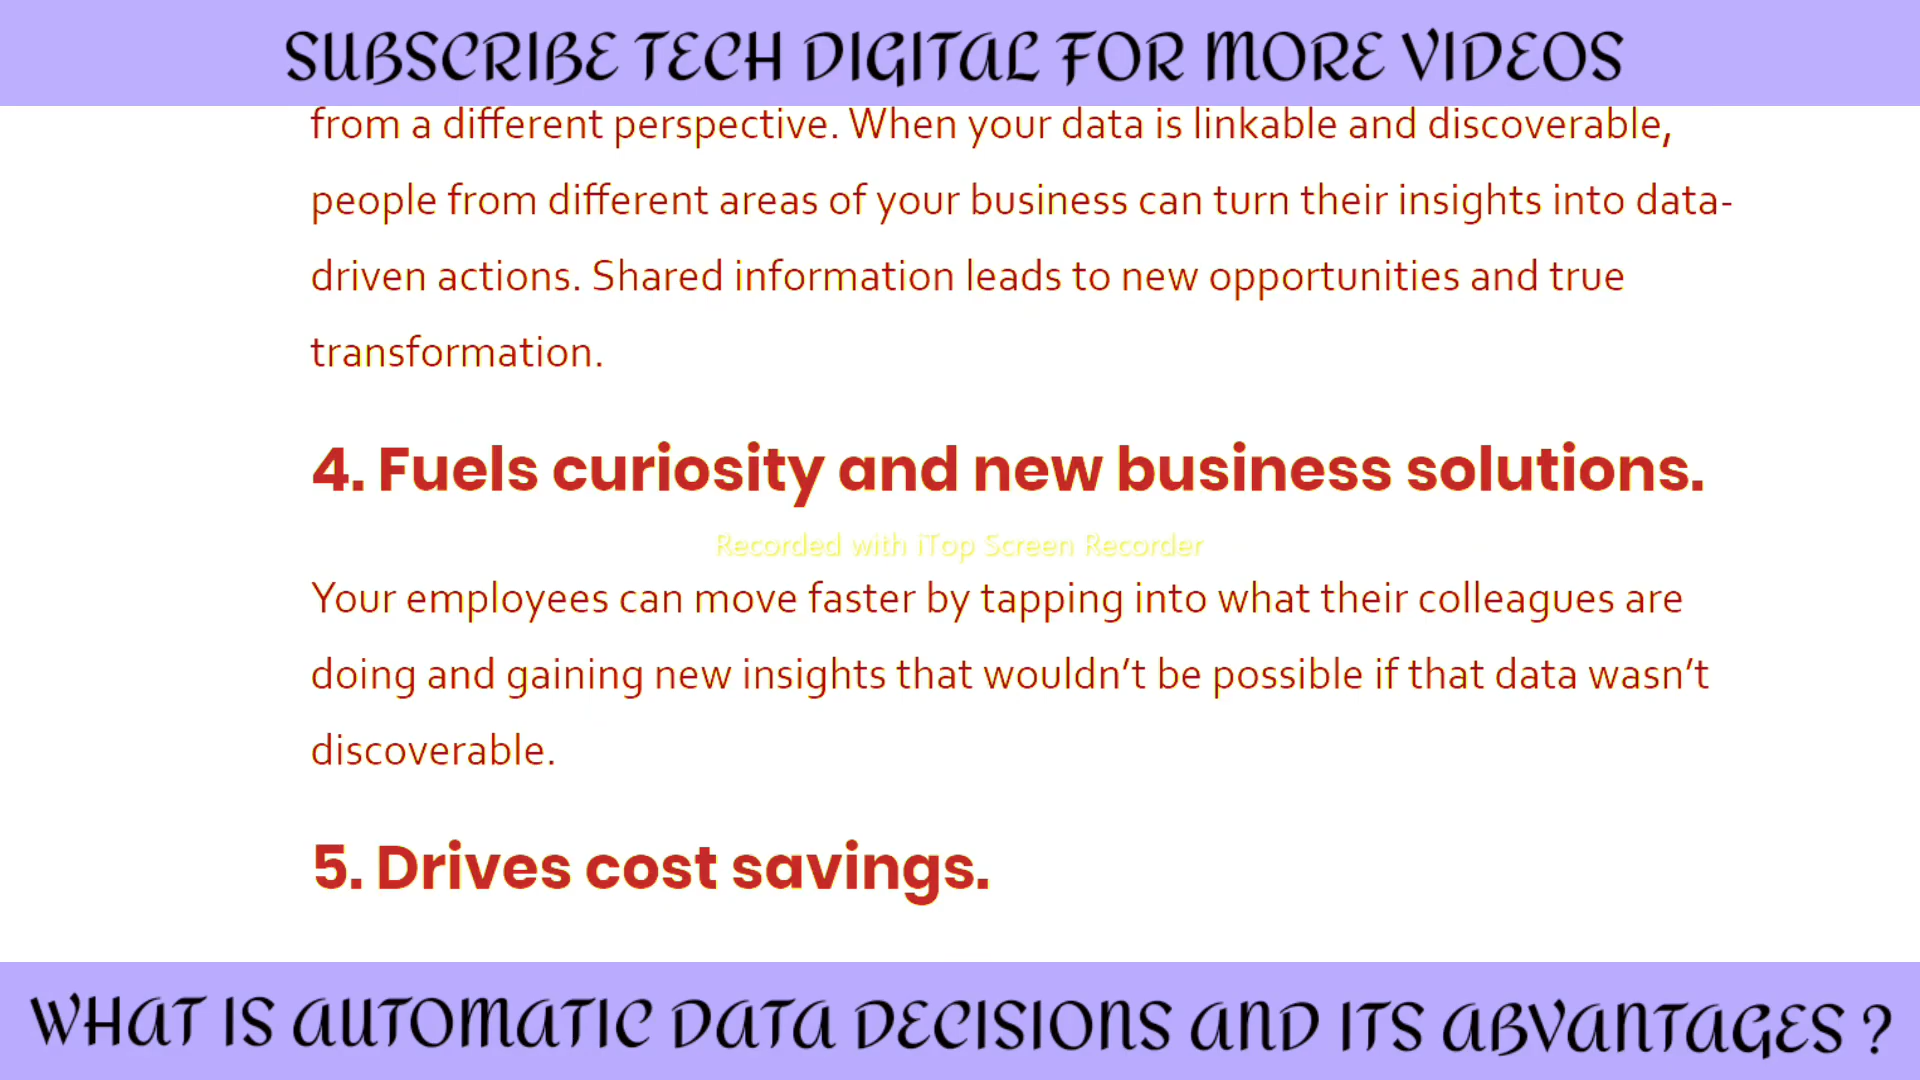 SUBSCRIBE TECH DIGITAL FOR MORE VIDEOS
from a different perspective. When your data is linkable and discoverable,
people from different areas of your business can turn their insights into data-
driven actions. Shared information leads to new opportunities and true
transformation.
4. Fuels curiosity and new business solutions.
Recorded with iTop Screen Recorder
Your employees can move faster by tapping into what their colleagues are
doing and gaining new insights that wouldn’t be possible if that data wasn’t
discoverable.
5. Drives cost savings.
WHAT IS AUTOMATIC DATA DECISIONS AND ITS ABVANTAGES ?